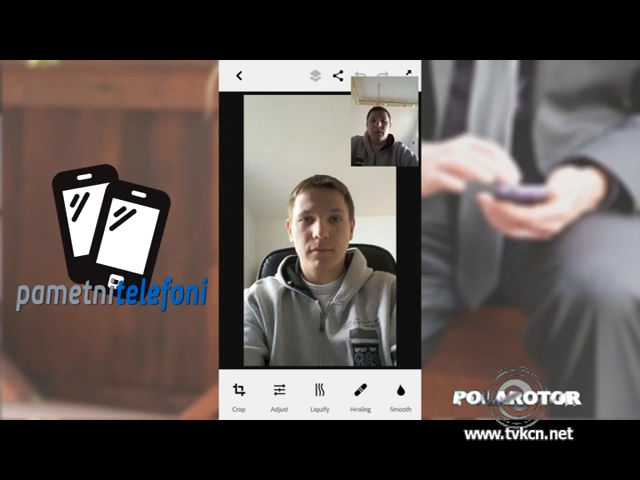 pametnitelefoni
Crop
Adjust
Liquify
Healing
Smooth
POLAROTOR
www.tvkcn.net